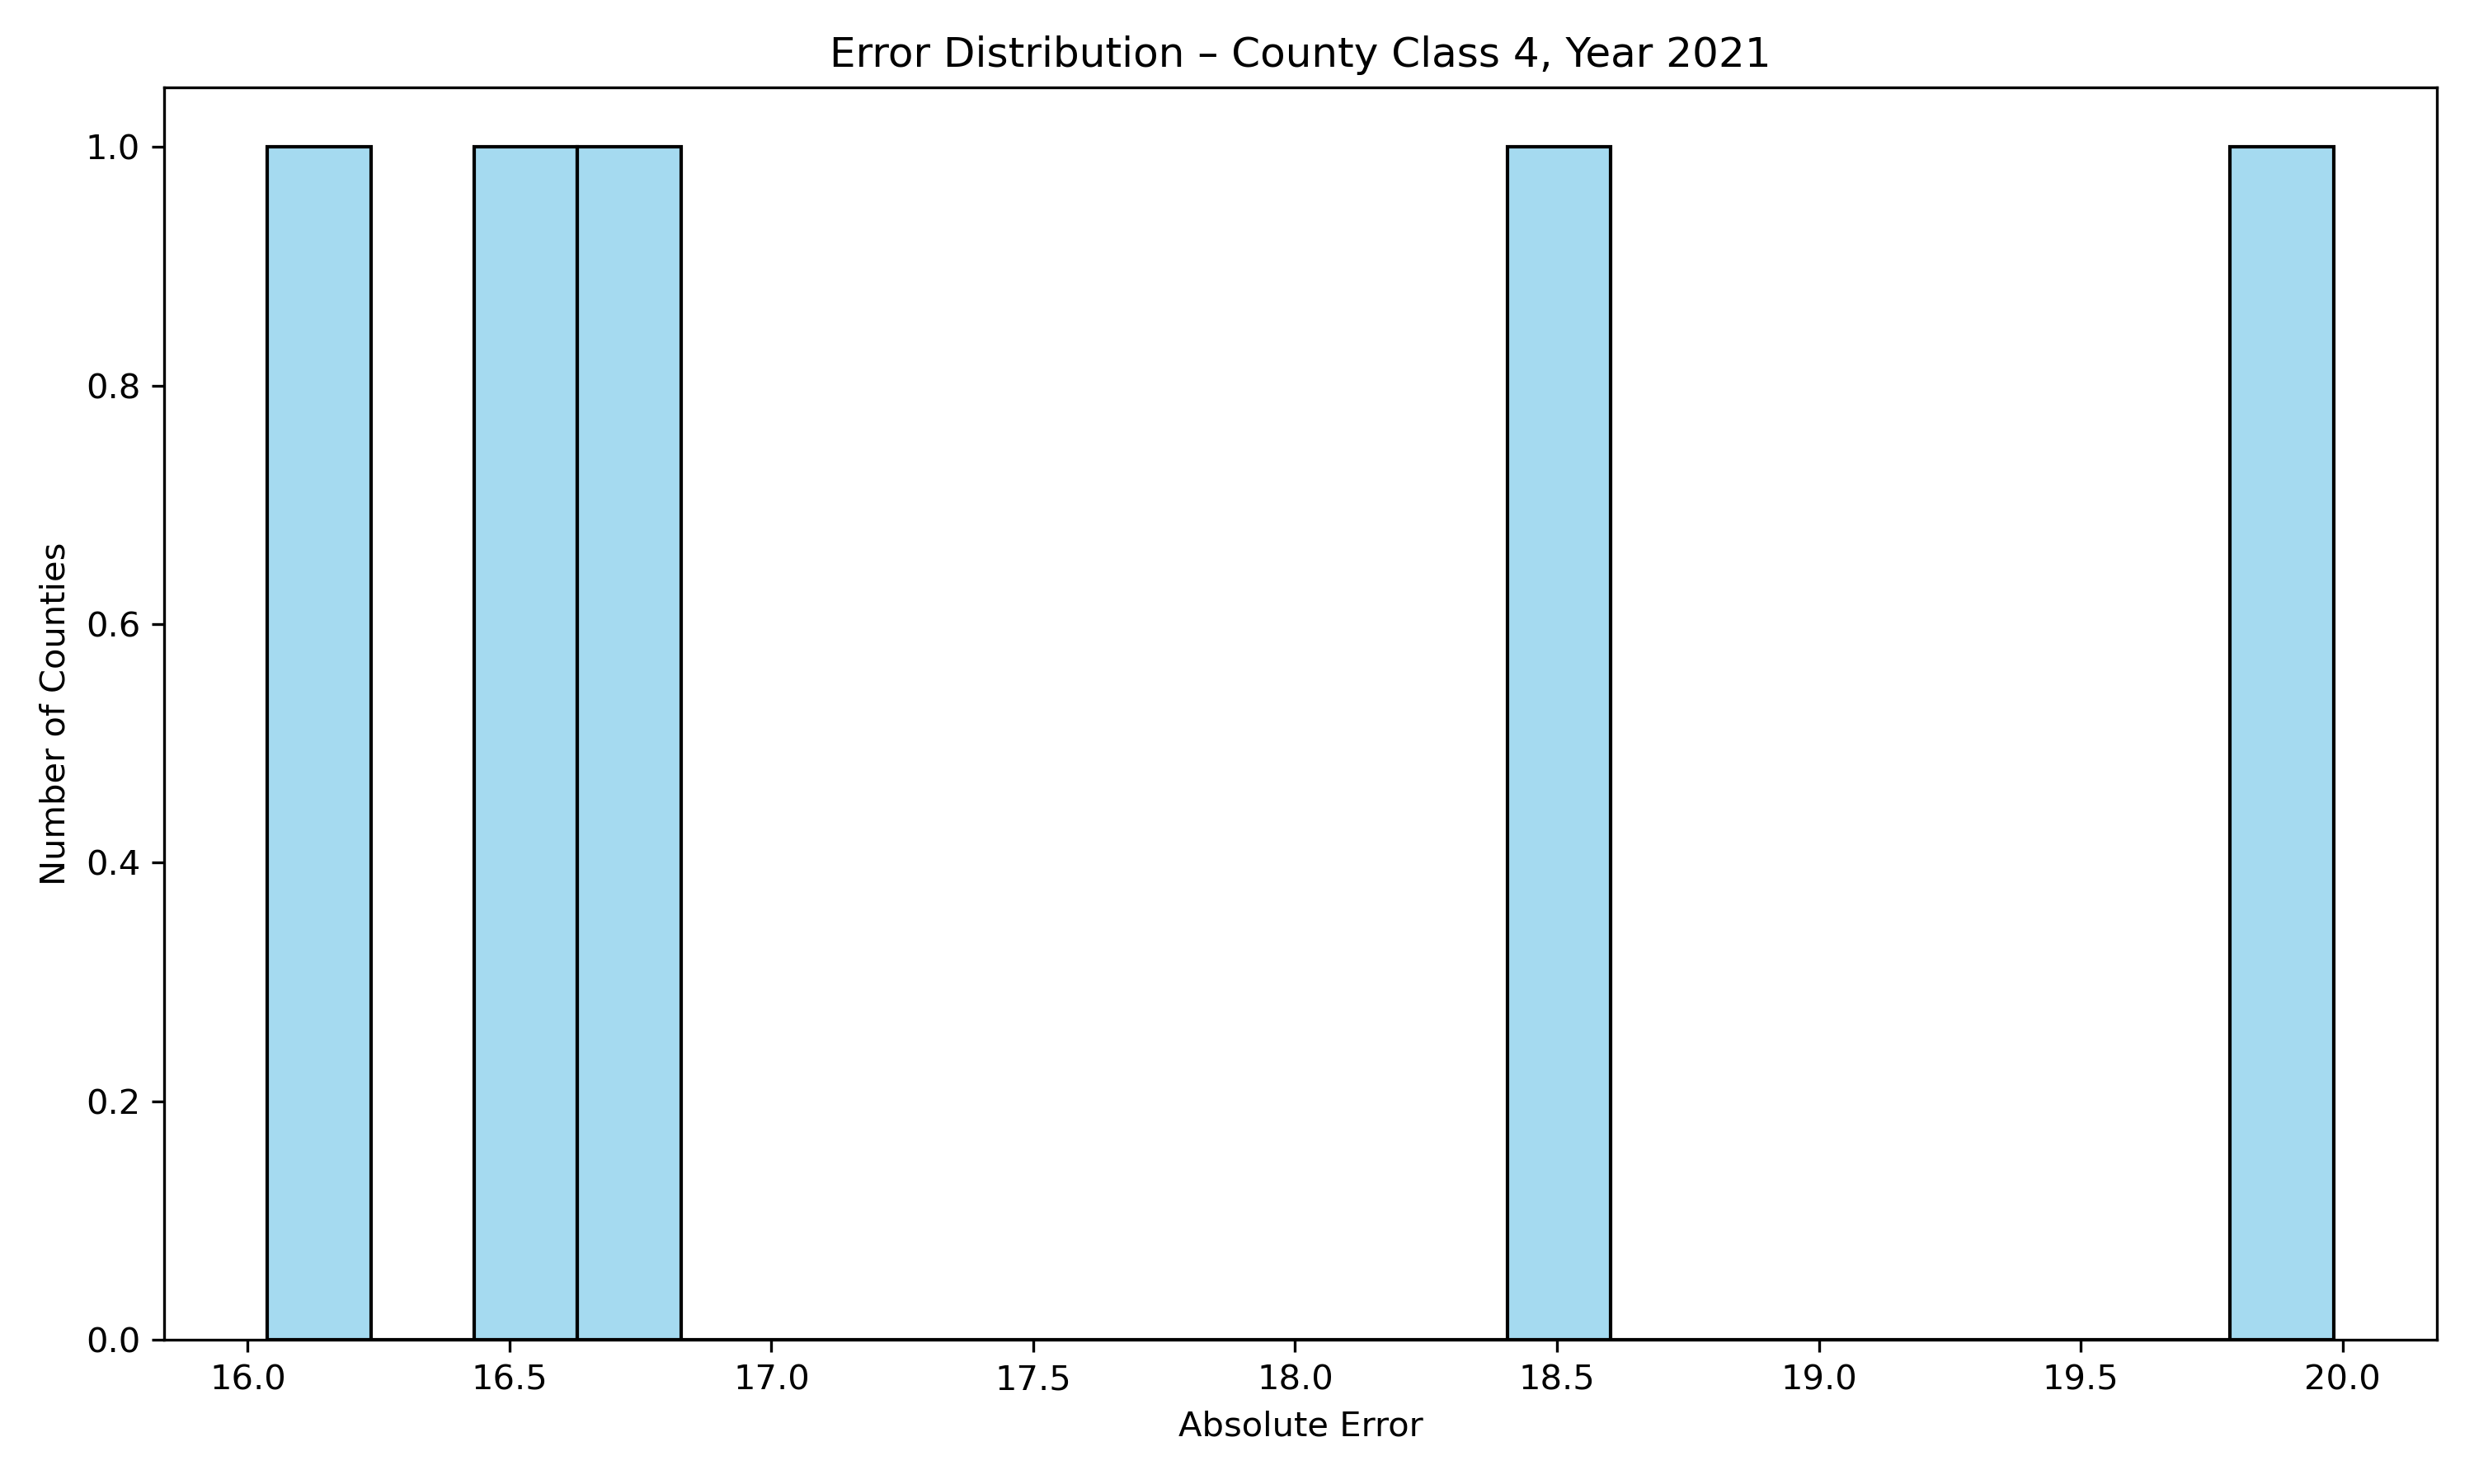 Error Distribution – County Class 4, Year 2021
1.0
0.8
0.6
0.4
0.2
0.0
Number of Counties
16.0 16.5 17.0 17.5 18.0 18.5 19.0 19.5 20.0
Absolute Error